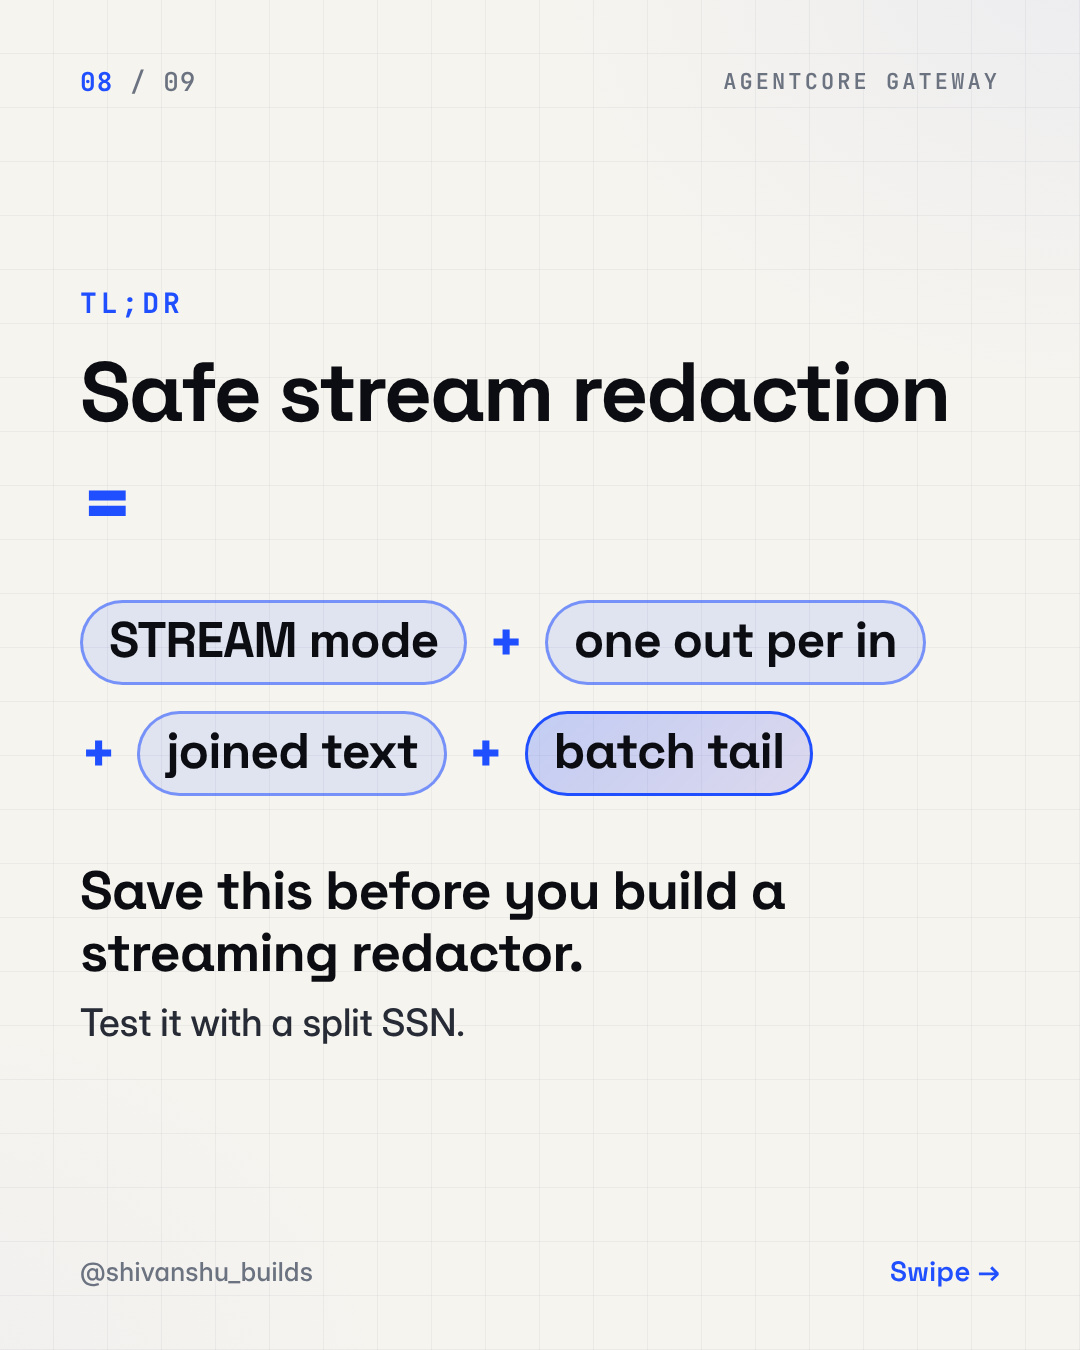 08 / 09
AGENTCORE GATEWAY
TL;DR
Safe stream redaction
=
STREAM mode + one out per in
+ joined text + batch tail
Save this before you build a
streaming redactor.
Test it with a split SSN.
@shivanshu_builds
Swipe →